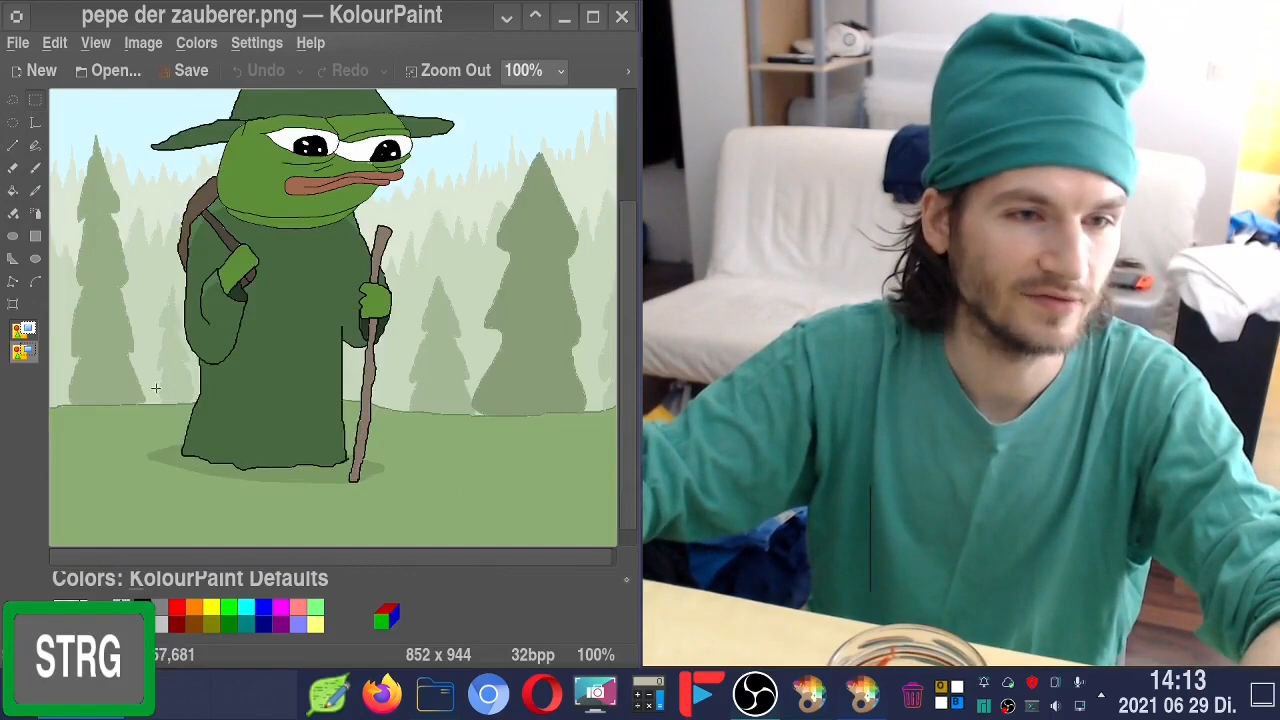 pepe der zauberer.png — KolourPaint
File Edit View Image Colors Settings Help
New Open... Save Undo Redo Zoom Out 100%
Colors: KolourPaint Defaults
STRG
57,681 852 x 944 32bpp 100%
14:13
2021 06 29 Di.